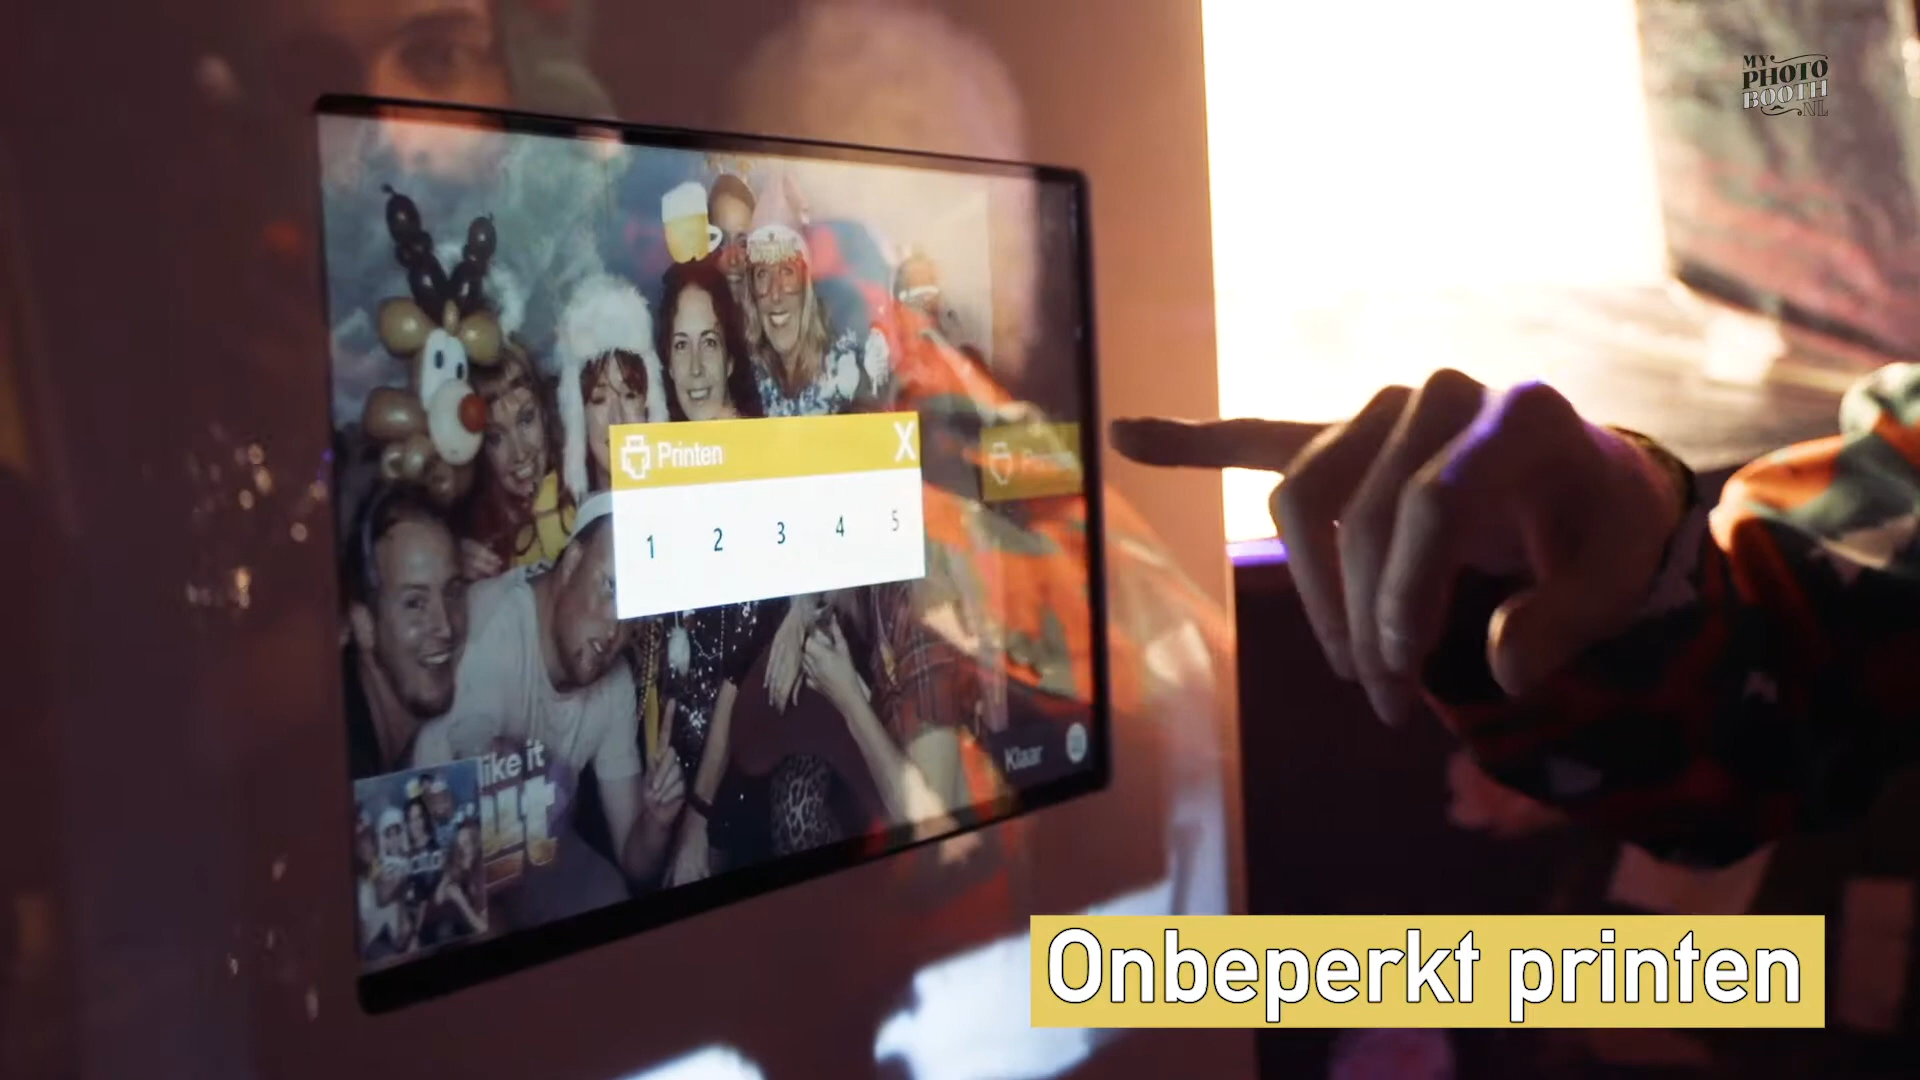 MY
PHOTO
BOOTH
.NL
Printen X
1 2 3 4 5
Klaar
like it
Onbeperkt printen